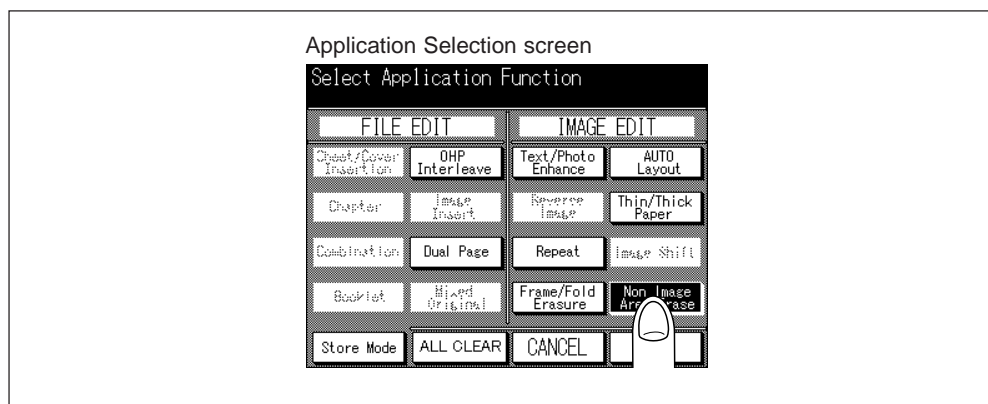 Application Selection screen
Select Application Function
FILE EDIT
IMAGE EDIT
Sheet/Cover
Insertion
OHP
Interleave
Text/Photo
Enhance
AUTO
Layout
Chapter
Image
Insert
Reverse
Image
Thin/Thick
Paper
Combination
Dual Page
Repeat
Image Shift
Booklet
Mixed
Original
Frame/Fold
Erasure
Non Image
Area Erase
Store Mode
ALL CLEAR
CANCEL